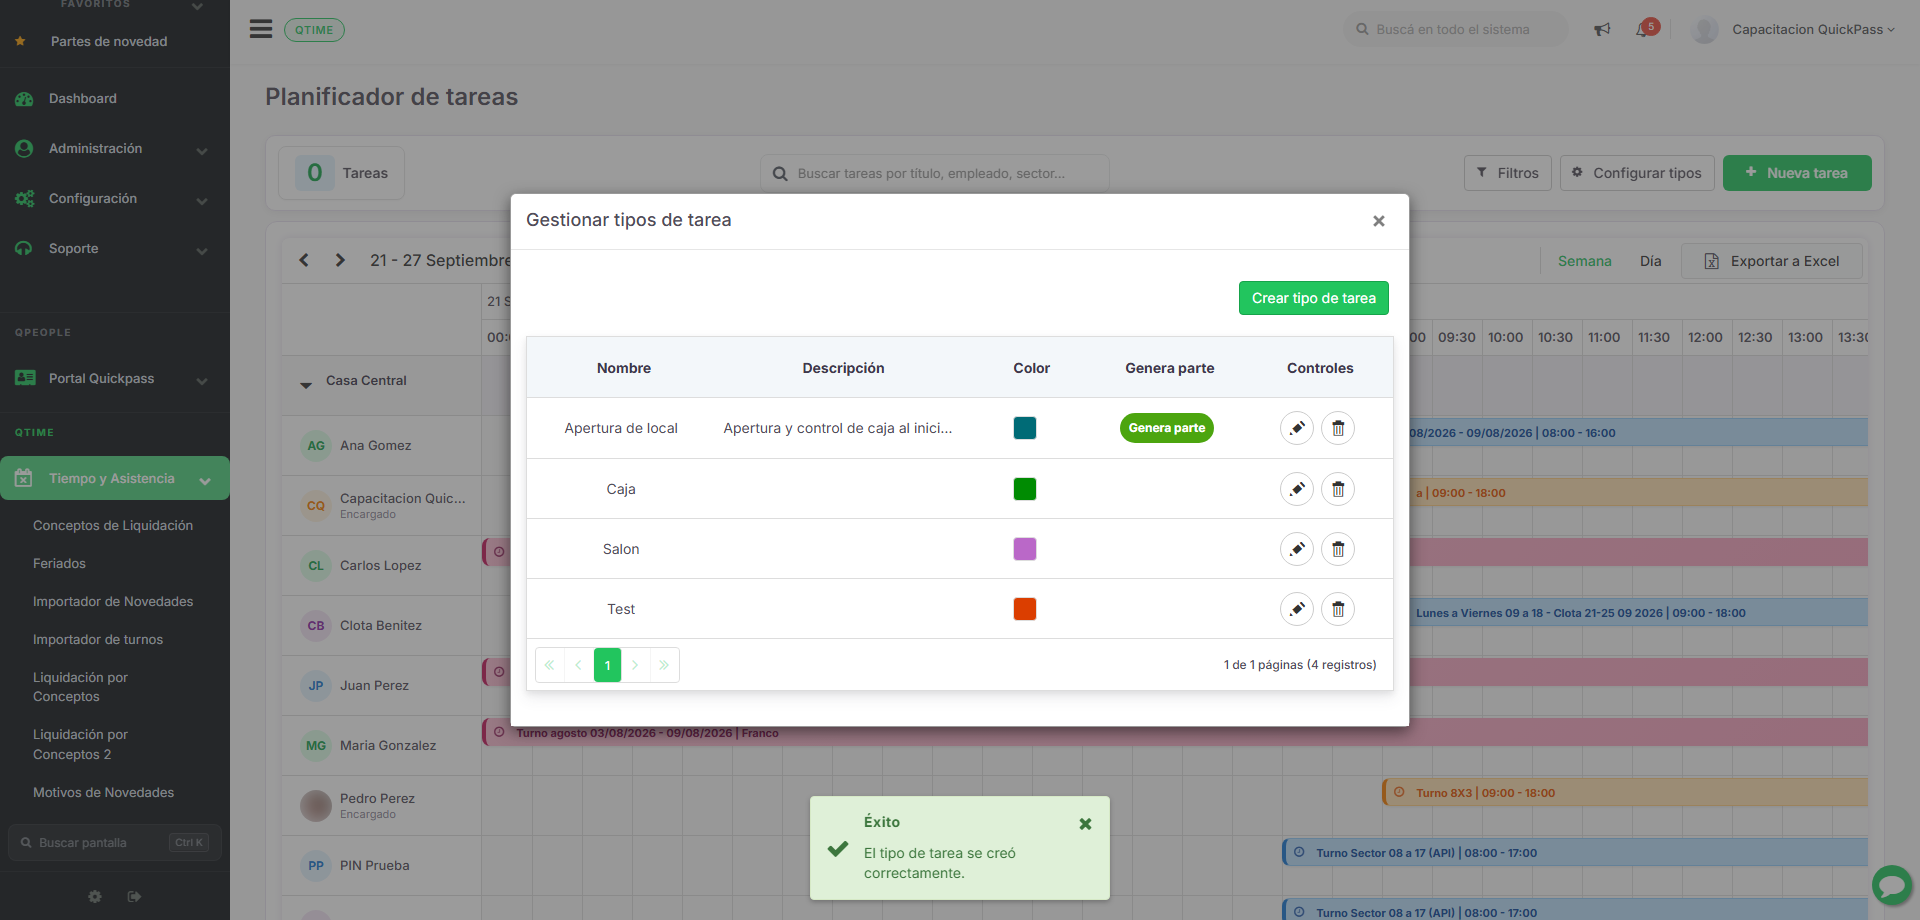 FAVORITOS
Partes de novedad
Dashboard
Administración
Configuración
Soporte
QPEOPLE
Portal Quickpass
QTIME
Tiempo y Asistencia
Conceptos de Liquidación
Feriados
Importador de Novedades
Importador de turnos
Liquidación por
Conceptos
Liquidación por
Conceptos 2
Motivos de Novedades
Buscar pantalla Ctrl K
QTIME
Buscá en todo el sistema
5
Capacitacion QuickPass
Planificador de tareas
0 Tareas
Buscar tareas por título, empleado, sector...
Filtros
Configurar tipos
Nueva tarea
21 - 27 Septiembre
Semana
Día
Exportar a Excel
21 S
00:
00 09:30 10:00 10:30 11:00 11:30 12:00 12:30 13:00 13:30
Casa Central
AG Ana Gomez
08/2026 - 09/08/2026 | 08:00 - 16:00
CQ Capacitacion Quic...
Encargado
a | 09:00 - 18:00
CL Carlos Lopez
CB Clota Benitez
Lunes a Viernes 09 a 18 - Clota 21-25 09 2026 | 09:00 - 18:00
JP Juan Perez
MG Maria Gonzalez
Turno agosto 03/08/2026 - 09/08/2026 | Franco
Pedro Perez
Encargado
Turno 8X3 | 09:00 - 18:00
PP PIN Prueba
Turno Sector 08 a 17 (API) | 08:00 - 17:00
Turno Sector 08 a 17 (API) | 08:00 - 17:00
Gestionar tipos de tarea
Crear tipo de tarea
Nombre Descripción Color Genera parte Controles
Apertura de local Apertura y control de caja al inici... Genera parte
Caja
Salon
Test
1
1 de 1 páginas (4 registros)
Éxito
El tipo de tarea se creó
correctamente.